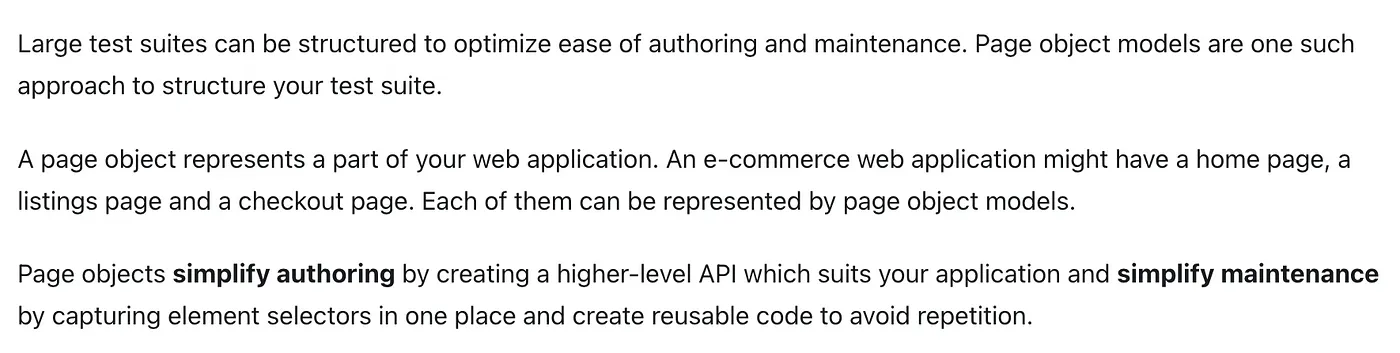 Large test suites can be structured to optimize ease of authoring and maintenance. Page object models are one such
approach to structure your test suite.
A page object represents a part of your web application. An e-commerce web application might have a home page, a
listings page and a checkout page. Each of them can be represented by page object models.
Page objects simplify authoring by creating a higher-level API which suits your application and simplify maintenance
by capturing element selectors in one place and create reusable code to avoid repetition.